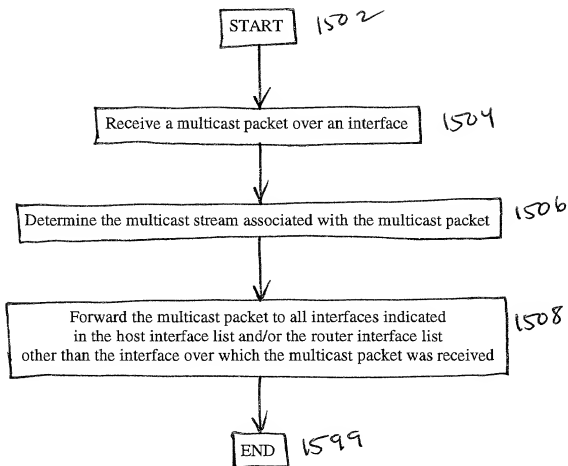 START 1502
Receive a multicast packet over an interface 1504
Determine the multicast stream associated with the multicast packet 1506
Forward the multicast packet to all interfaces indicated 1508
in the host interface list and/or the router interface list
other than the interface over which the multicast packet was received
END 1599